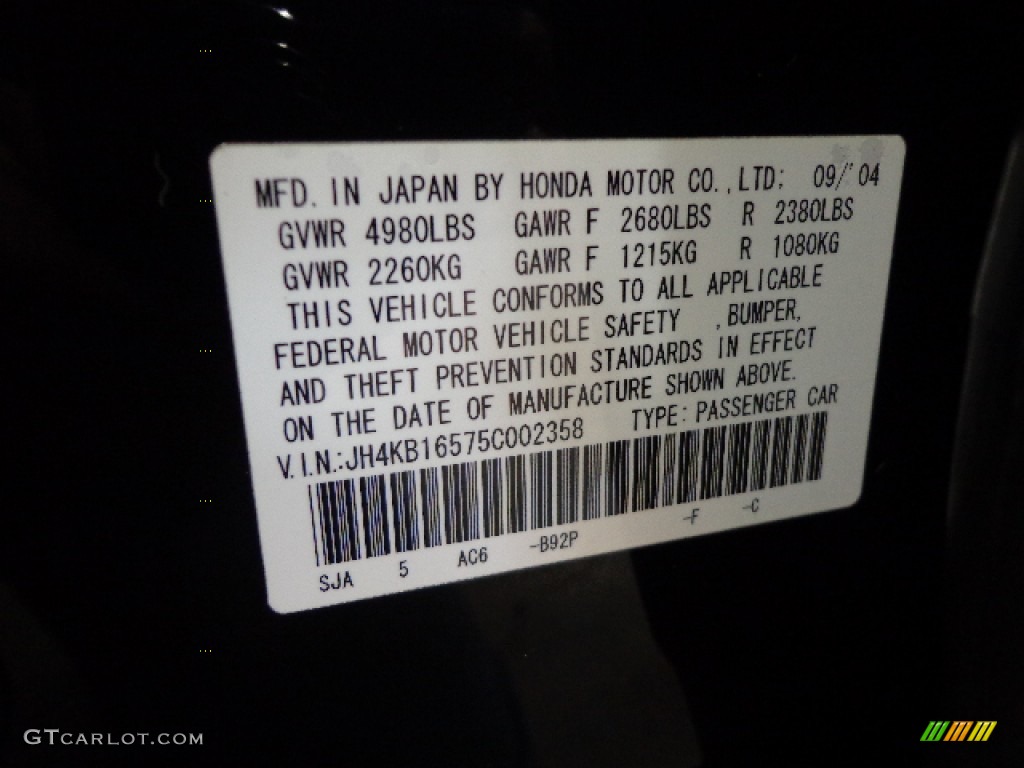 MFD. IN JAPAN BY HONDA MOTOR CO.,LTD; 09/'04
GVWR 4980LBS GAWR F 2680LBS R 2380LBS
GVWR 2260KG GAWR F 1215KG R 1080KG
THIS VEHICLE CONFORMS TO ALL APPLICABLE
FEDERAL MOTOR VEHICLE SAFETY ,BUMPER,
AND THEFT PREVENTION STANDARDS IN EFFECT
ON THE DATE OF MANUFACTURE SHOWN ABOVE.
V.I.N.:JH4KB16575C002358 TYPE: PASSENGER CAR
SJA 5 AC6 -B92P -F -C
GTCARLOT.COM